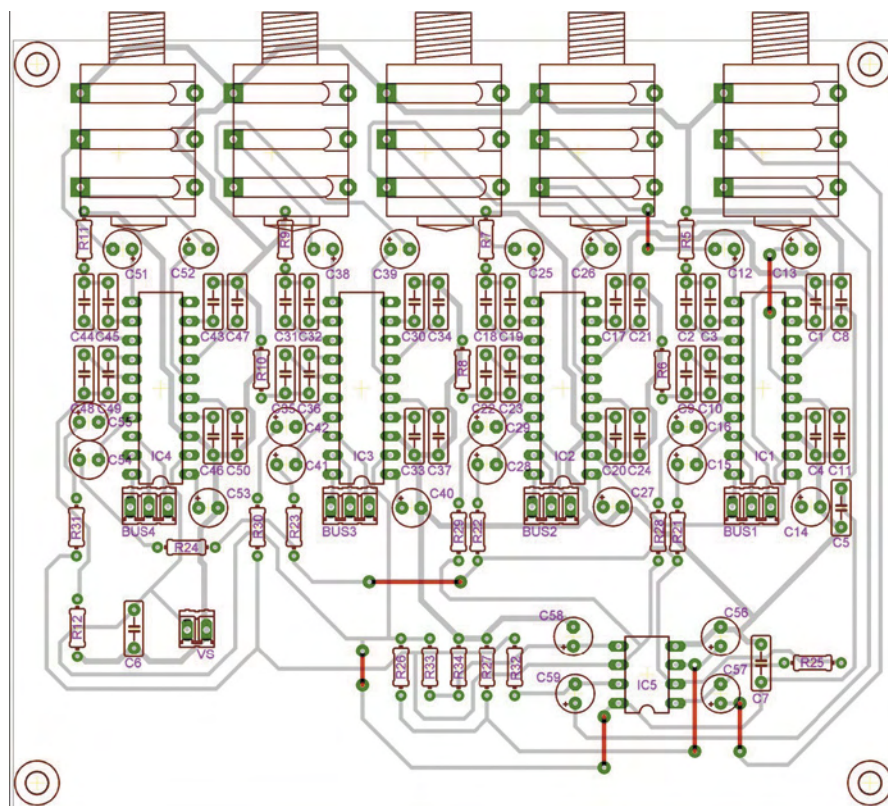 R11 R9 R7 R5
C51 C52 C38 C39 C25 C26 C12 C13
C44 C45 C43 C47 C31 C32 C30 C34 C18 C19 C17 C21 C2 C3 C1 C8
R10 R8 R6
C48 C49 C35 C36 C22 C23 C9 C10
C55 C42 C29 C16
C54 IC4 C46 C50 C41 IC3 C33 C37 C28 IC2 C20 C24 C15 IC1 C4 C11
C53 C40 C27
R31 BUS4 R30 R23 BUS3 R29 R22 BUS2 R28 R21 BUS1 C14 C5
R24
R12 C6 VS C58 C56
R26 R33 R34 R27 R32 C59 IC5 C57 C7 R25